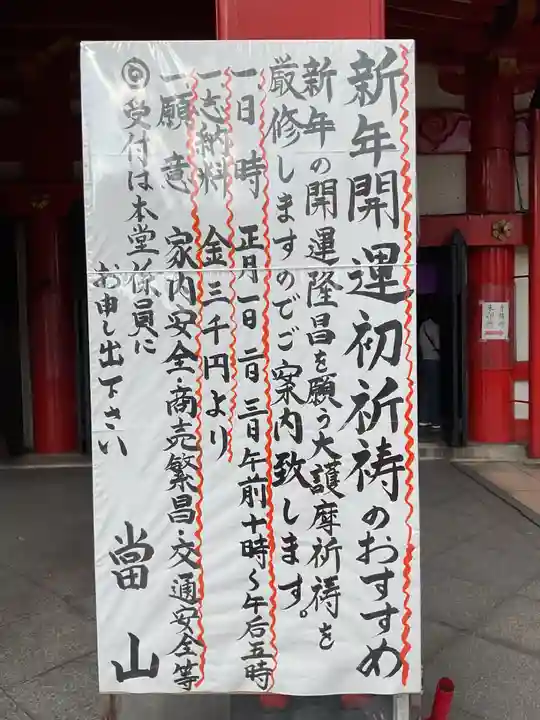 新年開運初祈祷のおすすめ
新年の開運隆昌を願う大護摩祈祷を
厳修しますのでご案内致します。
一、日時 正月一日二日三日午前十時~午后五時
一、志納料 金三千円より
一、願意 家内安全・商売繁昌・交通安全等
◎受付は本堂係員に
お申し出下さい
當山